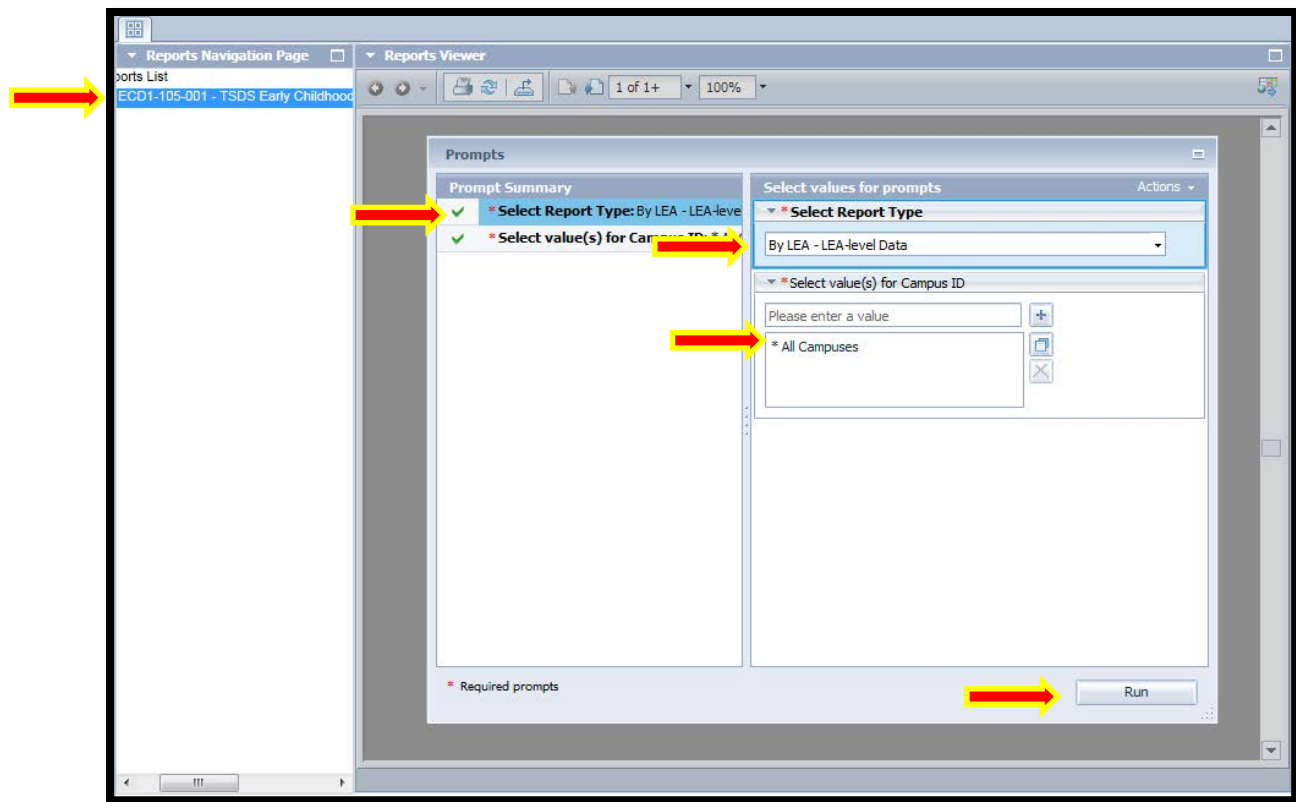 Reports Navigation Page
ports List
ECD1-105-001 - TSDS Early Childhood
Reports Viewer
1 of 1+
100%
Prompts
Prompt Summary
* Select Report Type: By LEA - LEA-leve
* Select value(s) for Campus ID: *
Select values for prompts
Actions
* Select Report Type
By LEA - LEA-level Data
* Select value(s) for Campus ID
Please enter a value
* All Campuses
* Required prompts
Run